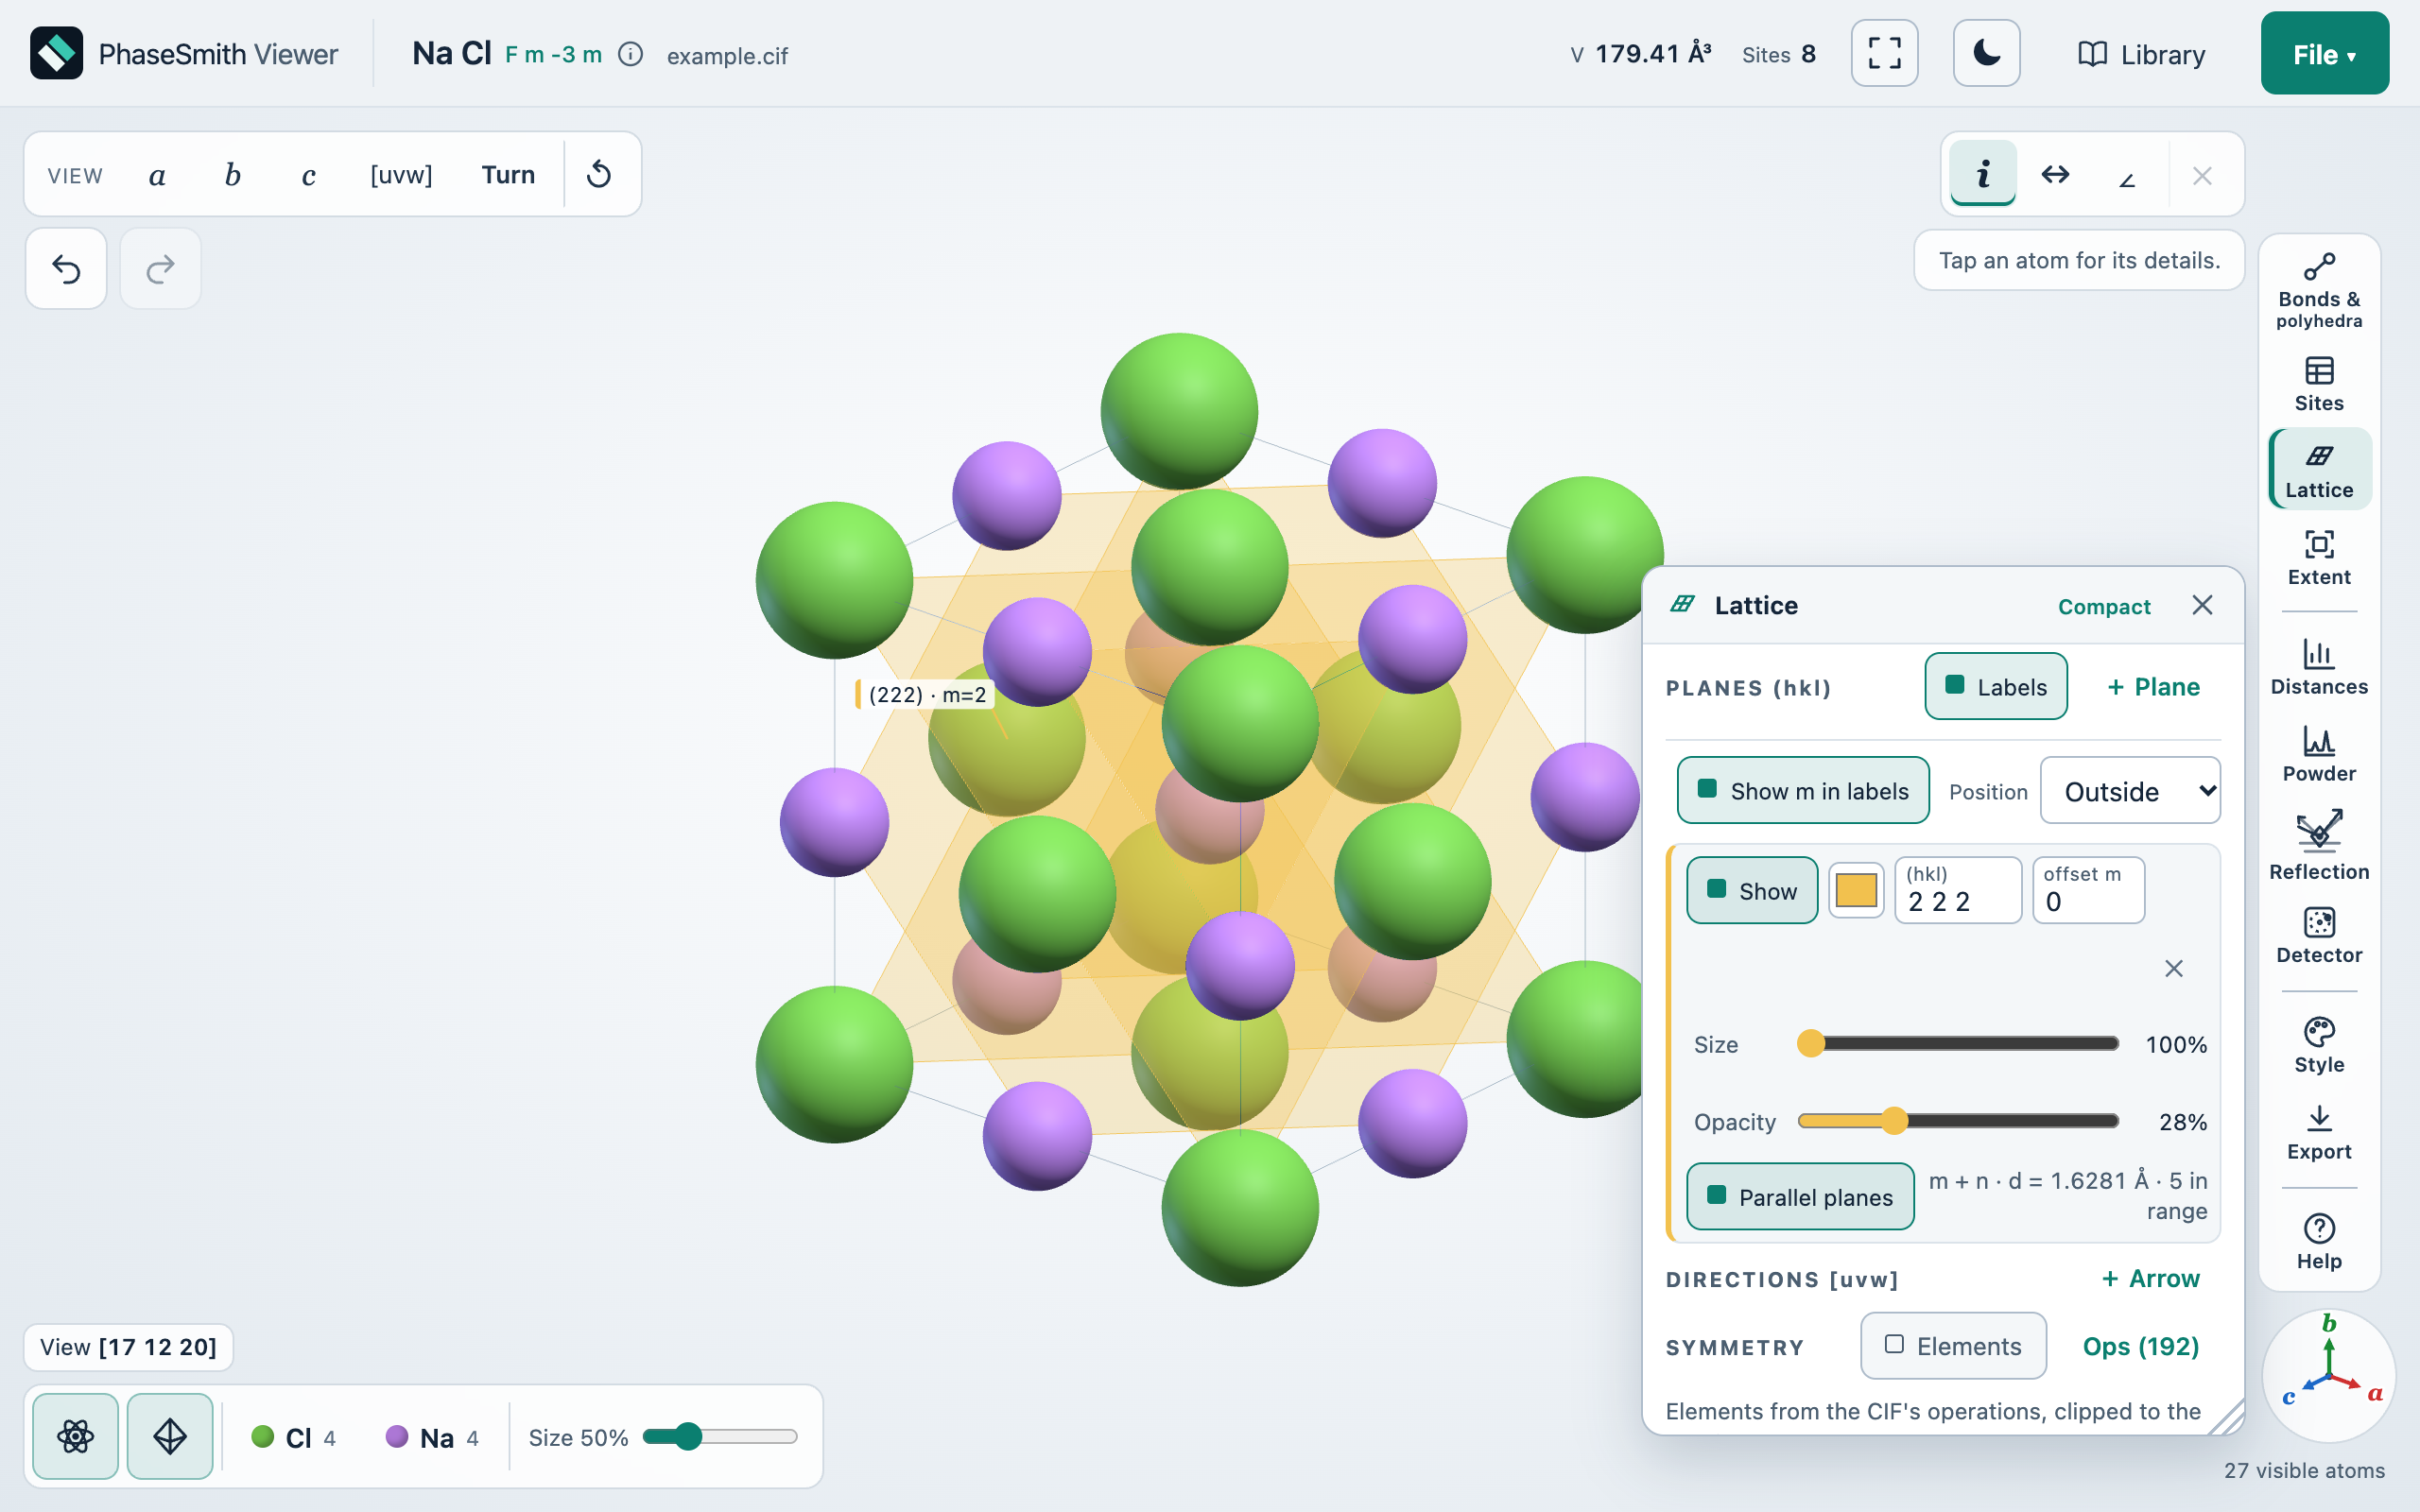 PhaseSmith Viewer
Na Cl F m -3 m example.cif
V 179.41 Å³ Sites 8
Library
File ▾
VIEW a b c [uvw] Turn
i
Tap an atom for its details.
Bonds &
polyhedra
Sites
Lattice
Extent
Distances
Powder
Reflection
Detector
Style
Export
Help
(222) · m=2
Lattice Compact
PLANES (hkl) Labels + Plane
Show m in labels Position Outside
Show (hkl) 2 2 2 offset m 0
Size 100%
Opacity 28%
Parallel planes m + n · d = 1.6281 Å · 5 in
range
DIRECTIONS [uvw] + Arrow
SYMMETRY Elements Ops (192)
Elements from the CIF's operations, clipped to the
View [17 12 20]
Cl 4 Na 4 Size 50%
b
c a
27 visible atoms